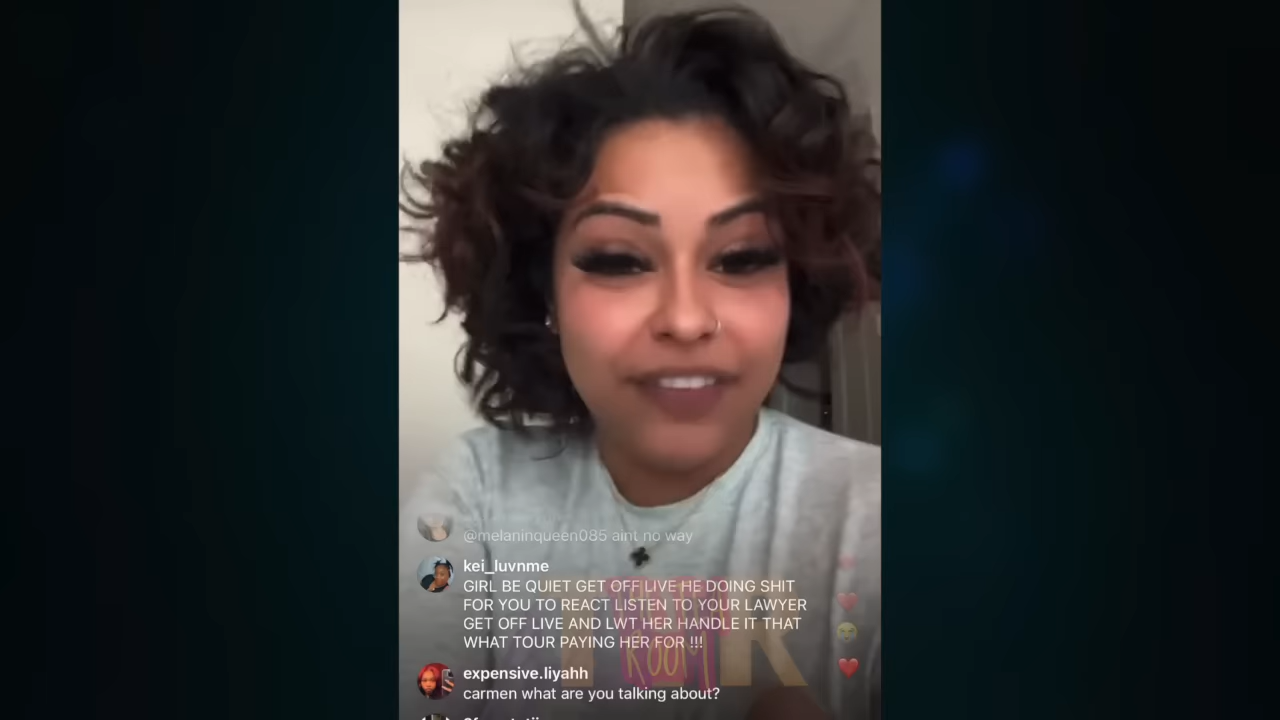 @melaninqueen085 aint no way
kei_luvnme
GIRL BE QUIET GET OFF LIVE HE DOING SHIT
FOR YOU TO REACT LISTEN TO YOUR LAWYER
GET OFF LIVE AND LWT HER HANDLE IT THAT
WHAT TOUR PAYING HER FOR !!!
ROOM
expensive.liyahh
carmen what are you talking about?